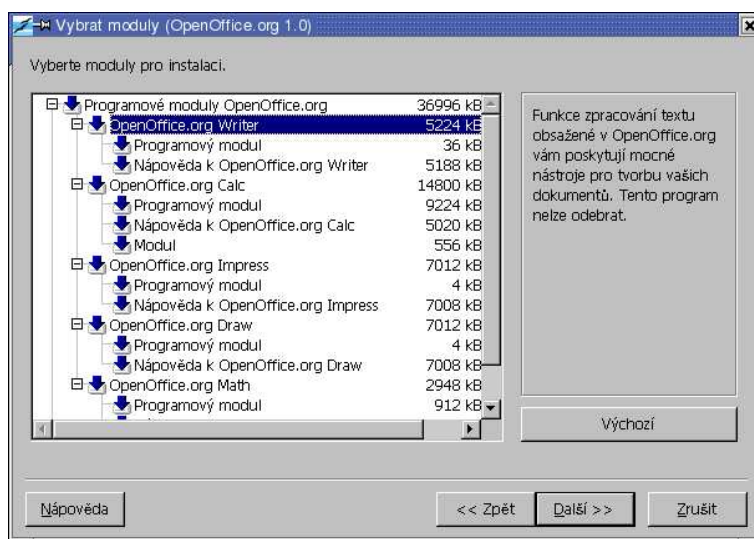 Vybrat moduly (OpenOffice.org 1.0)
Vyberte moduly pro instalaci.
Programové moduly OpenOffice.org 36996 kB
OpenOffice.org Writer 5224 kB
Programový modul 36 kB
Nápověda k OpenOffice.org Writer 5188 kB
OpenOffice.org Calc 14800 kB
Programový modul 9224 kB
Nápověda k OpenOffice.org Calc 5020 kB
Modul 556 kB
OpenOffice.org Impress 7012 kB
Programový modul 4 kB
Nápověda k OpenOffice.org Impress 7008 kB
OpenOffice.org Draw 7012 kB
Programový modul 4 kB
Nápověda k OpenOffice.org Draw 7008 kB
OpenOffice.org Math 2948 kB
Programový modul 912 kB
Funkce zpracování textu
obsažené v OpenOffice.org
vám poskytují mocné
nástroje pro tvorbu vašich
dokumentů. Tento program
nelze odebrat.
Výchozí
Nápověda
<< Zpět
Další >>
Zrušit